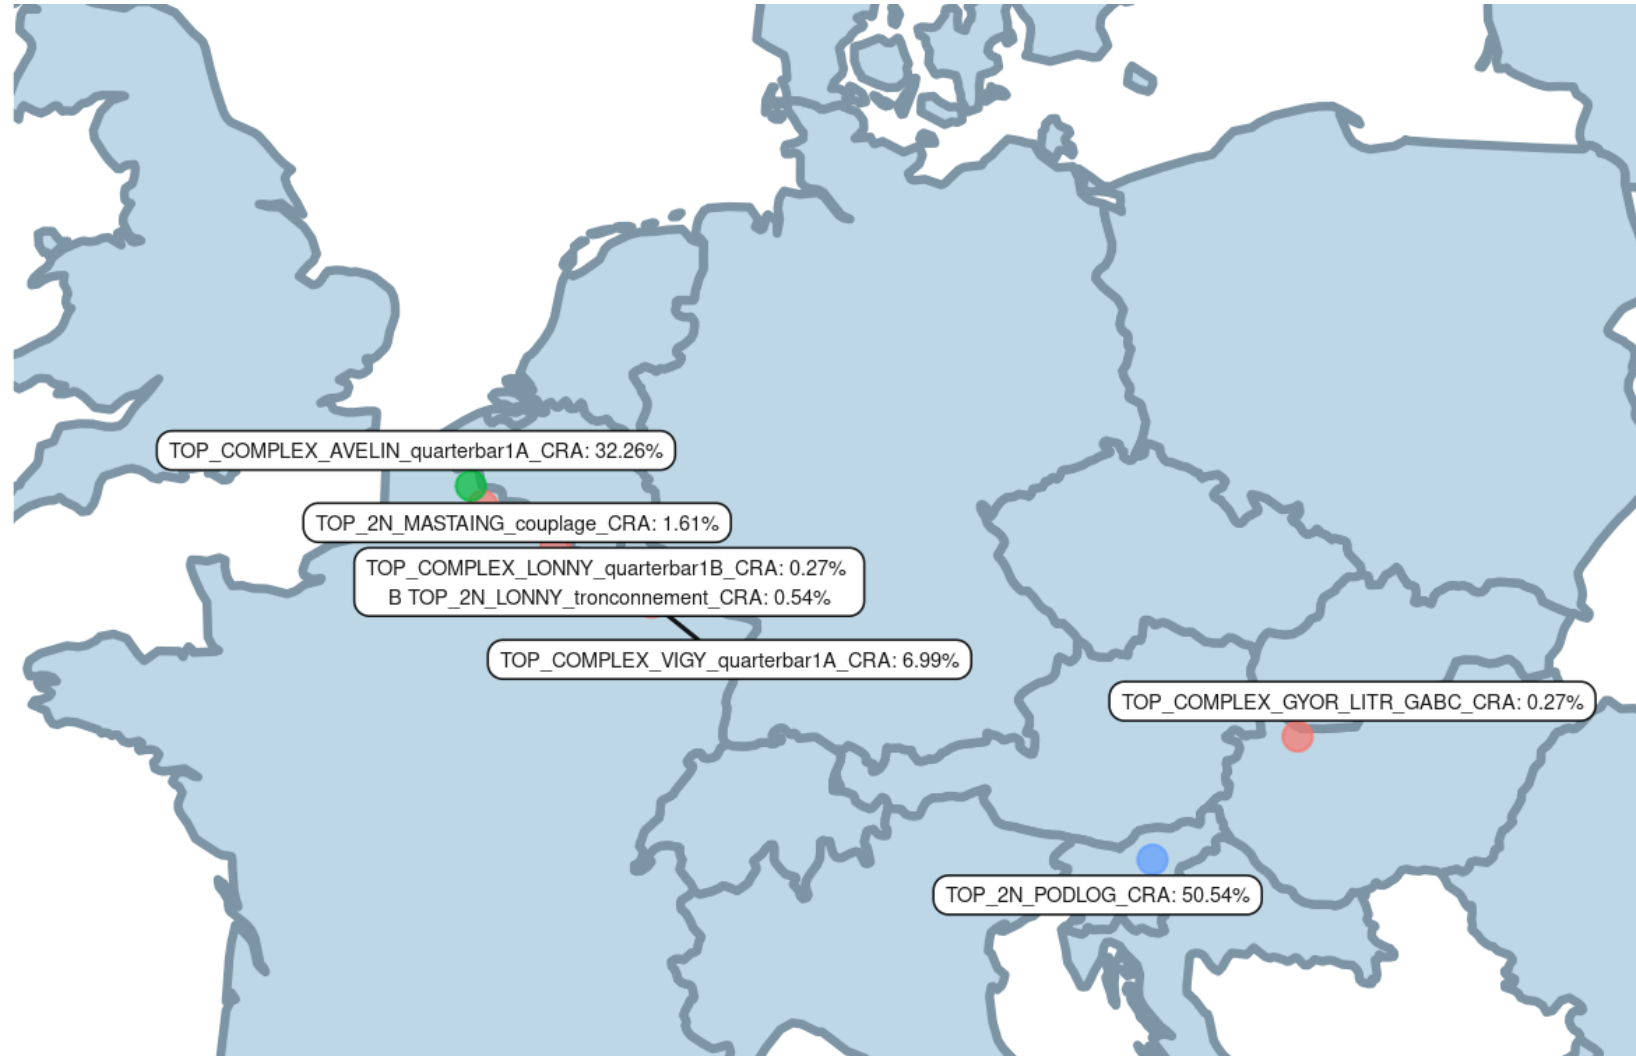 TOP_COMPLEX_AVELIN_quarterbar1A_CRA: 32.26%
TOP_2N_MASTAING_couplage_CRA: 1.61%
TOP_COMPLEX_LONNY_quarterbar1B_CRA: 0.27%
B TOP_2N_LONNY_tronconnement_CRA: 0.54%
TOP_COMPLEX_VIGY_quarterbar1A_CRA: 6.99%
TOP_COMPLEX_GYOR_LITR_GABC_CRA: 0.27%
TOP_2N_PODLOG_CRA: 50.54%